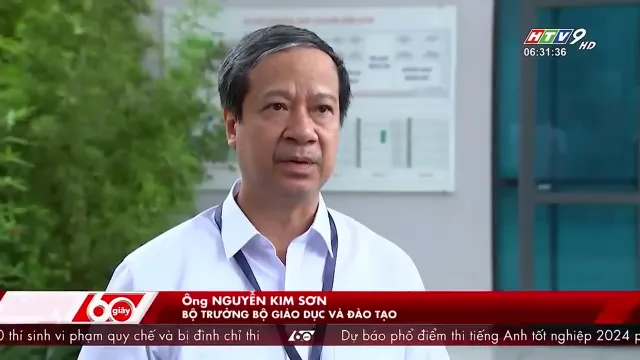 HTV9 HD
06:31:36
60 giây
Ông NGUYỄN KIM SƠN
BỘ TRƯỞNG BỘ GIÁO DỤC VÀ ĐÀO TẠO
0 thí sinh vi phạm quy chế và bị đình chỉ thi 60 giây Dự báo phổ điểm thi tiếng Anh tốt nghiệp 2024